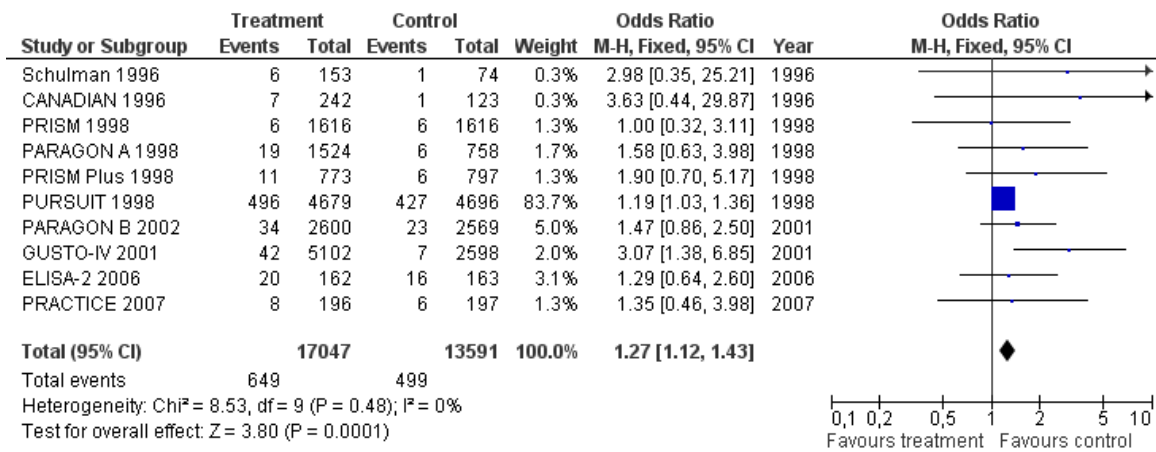 Treatment Control Odds Ratio Odds Ratio
Study or Subgroup Events Total Events Total Weight M-H, Fixed, 95% CI Year M-H, Fixed, 95% CI
Schulman 1996 6 153 1 74 0.3% 2.98 [0.35, 25.21] 1996
CANADIAN 1996 7 242 1 123 0.3% 3.63 [0.44, 29.87] 1996
PRISM 1998 6 1616 6 1616 1.3% 1.00 [0.32, 3.11] 1998
PARAGON A 1998 19 1524 6 758 1.7% 1.58 [0.63, 3.98] 1998
PRISM Plus 1998 11 773 6 797 1.3% 1.90 [0.70, 5.17] 1998
PURSUIT 1998 496 4679 427 4696 83.7% 1.19 [1.03, 1.36] 1998
PARAGON B 2002 34 2600 23 2569 5.0% 1.47 [0.86, 2.50] 2001
GUSTO-IV 2001 42 5102 7 2598 2.0% 3.07 [1.38, 6.85] 2001
ELISA-2 2006 20 162 16 163 3.1% 1.29 [0.64, 2.60] 2006
PRACTICE 2007 8 196 6 197 1.3% 1.35 [0.46, 3.98] 2007
Total (95% CI) 17047 13591 100.0% 1.27 [1.12, 1.43]
Total events 649 499
Heterogeneity: Chi² = 8.53, df = 9 (P = 0.48); I² = 0%
Test for overall effect: Z = 3.80 (P = 0.0001)
0,1 0,2 0,5 1 2 5 10
Favours treatment Favours control